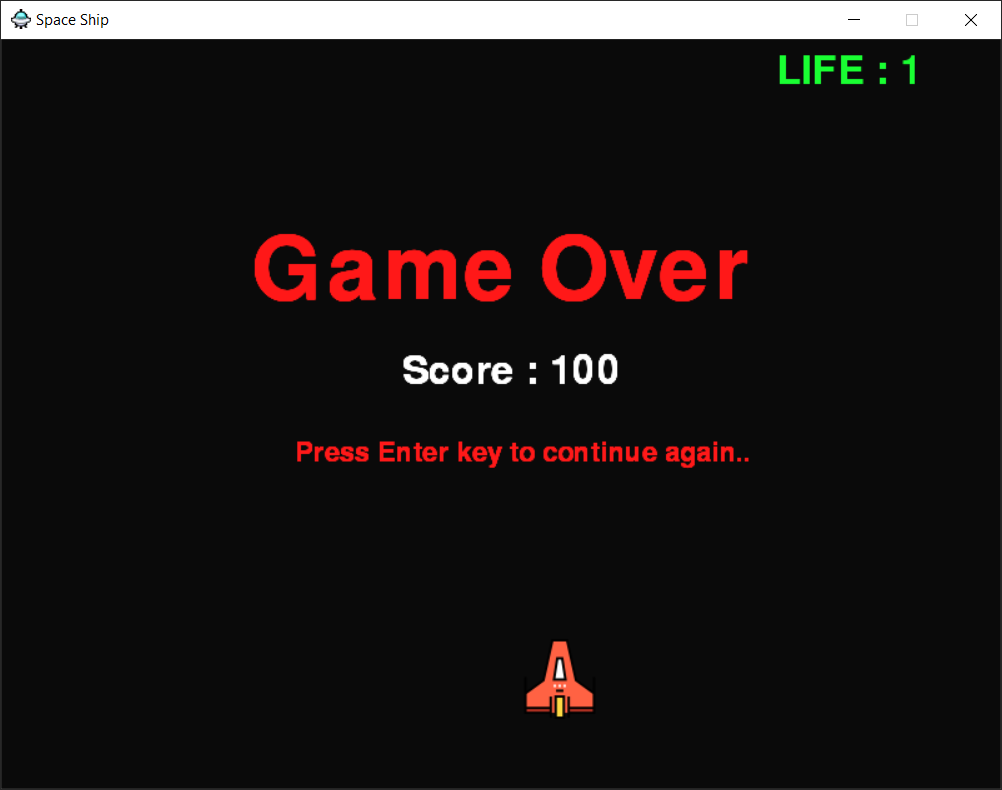 Space Ship
LIFE : 1
Game Over
Score : 100
Press Enter key to continue again..